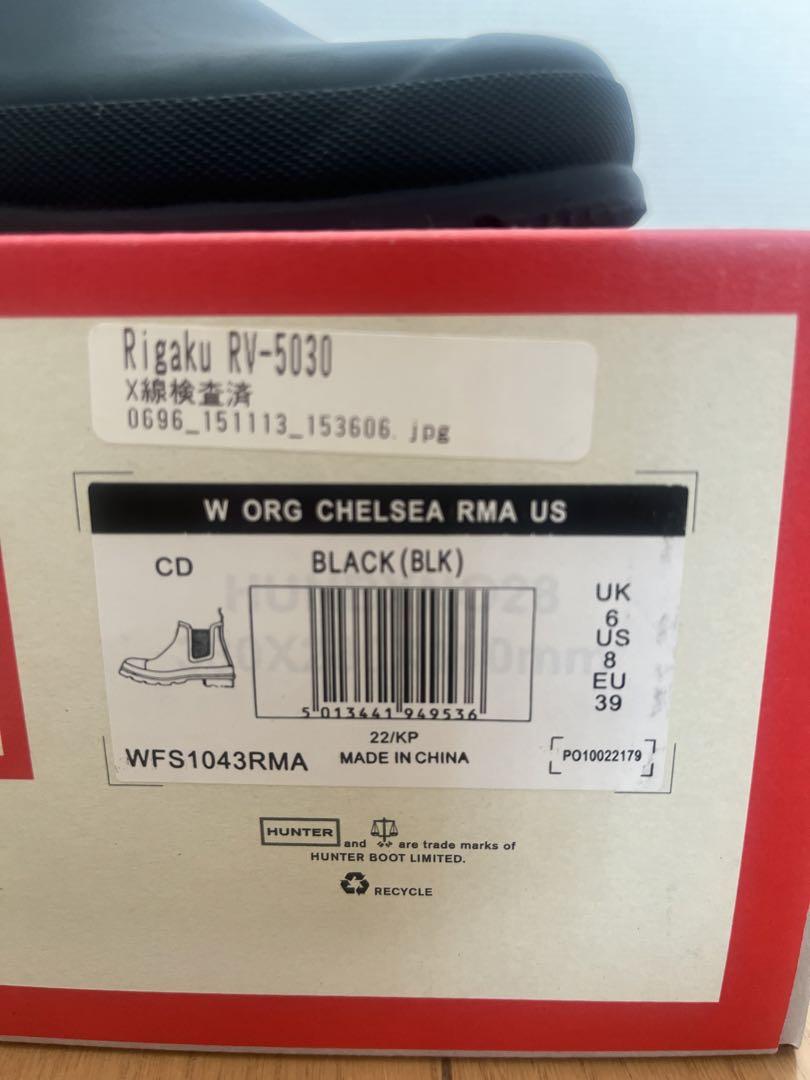 Rigaku RV-5030
X線検査済
0696_151113_153606.jpg
W ORG CHELSEA RMA US
CD
BLACK(BLK)
UK
6
US
8
EU
39
5 013441 949536
22/KP
MADE IN CHINA
WFS1043RMA
PO10022179
HUNTER and are trade marks of
HUNTER BOOT LIMITED.
RECYCLE